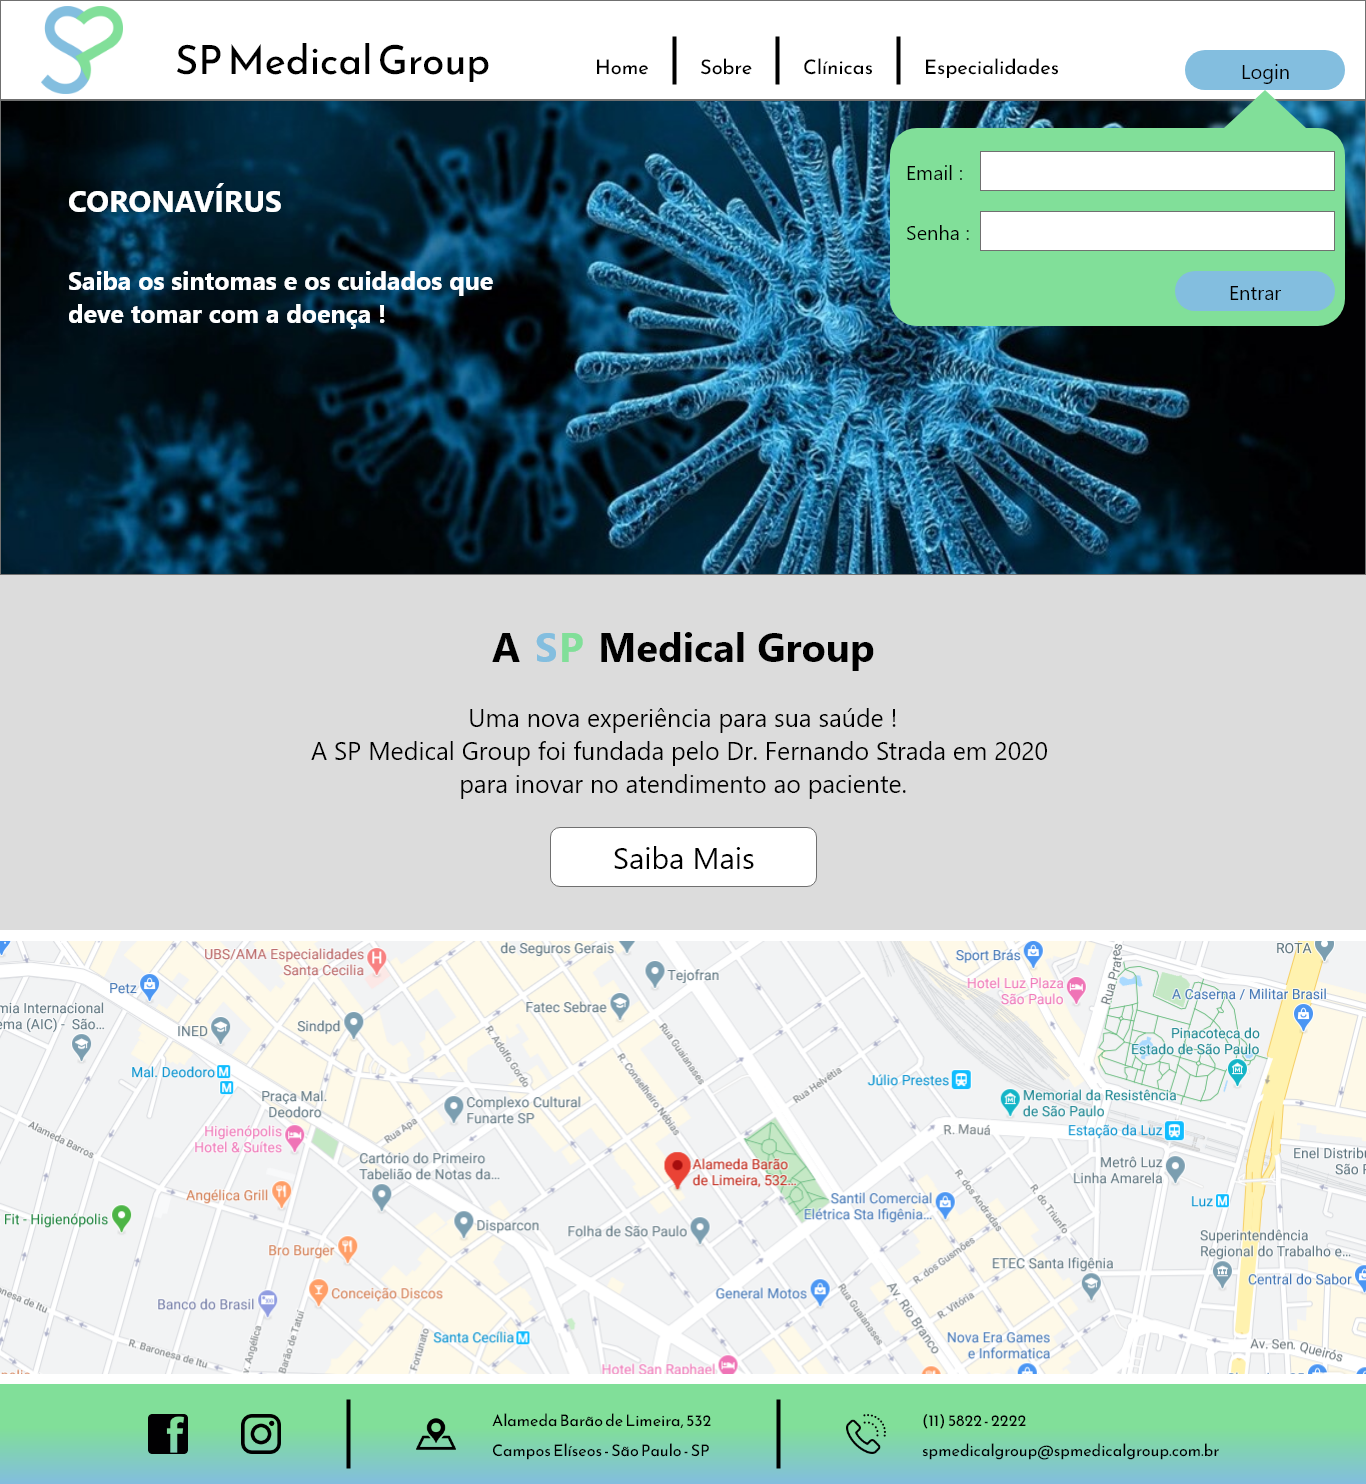 SP Medical Group
Home
Sobre
Clínicas
Especialidades
Login
Email :
Senha :
Entrar
CORONAVÍRUS
Saiba os sintomas e os cuidados que
deve tomar com a doença !
A SP Medical Group
Uma nova experiência para sua saúde !
A SP Medical Group foi fundada pelo Dr. Fernando Strada em 2020
para inovar no atendimento ao paciente.
Saiba Mais
UBS/AMA Especialidades
Santa Cecilia
de Seguros Gerais
Tejofran
Sport Brás
ROTA
Hotel Luz Plaza
São Paulo
Rua Prates
Petz
A Caserna / Militar Brasil
mia Internacional
ema (AIC) - São...
INED
Sindpd
Fatec Sebrae
Pinacoteca do
Estado de São Paulo
R. Adolfo Gordo
Rua Guaianases
R. Conselheiro Nébias
Mal. Deodoro
Júlio Prestes
Rua Helvétia
Praça Mal.
Deodoro
Complexo Cultural
Funarte SP
Memorial da Resistência
de São Paulo
Alameda Barros
Rua Apa
R. Mauá
Estação da Luz
Higienópolis
Hotel & Suites
Cartório do Primeiro
Tabelião de Notas da...
Alameda Barão
de Limeira, 532...
Metrô Luz
Linha Amarela
Enel Distribu
São P
Angélica Grill
Santil Comercial
Elétrica Sta Ifigênia...
R. dos Andradas
R. do Triunfo
Luz
Fit - Higienópolis
Disparcon
Folha de São Paulo
Superintendência
Regional do Trabalho e...
Bro Burger
R. dos Gusmões
ETEC Santa Ifigênia
Central do Sabor
General Motos
Conceição Discos
Banco do Brasil
aronesa de Itu
R. Baronesa de Itu
v. Angélica
Barão de Tatuí
Fortunato
Santa Cecília
Rua Guaianases
Av. Rio Branco
R. Vitória
Nova Era Games
e Informatica
Av. Sen. Queirós
Hotel San Raphael
Alameda Barão de Limeira, 532
Campos Elíseos - São Paulo - SP
(11) 5822 - 2222
spmedicalgroup@spmedicalgroup.com.br